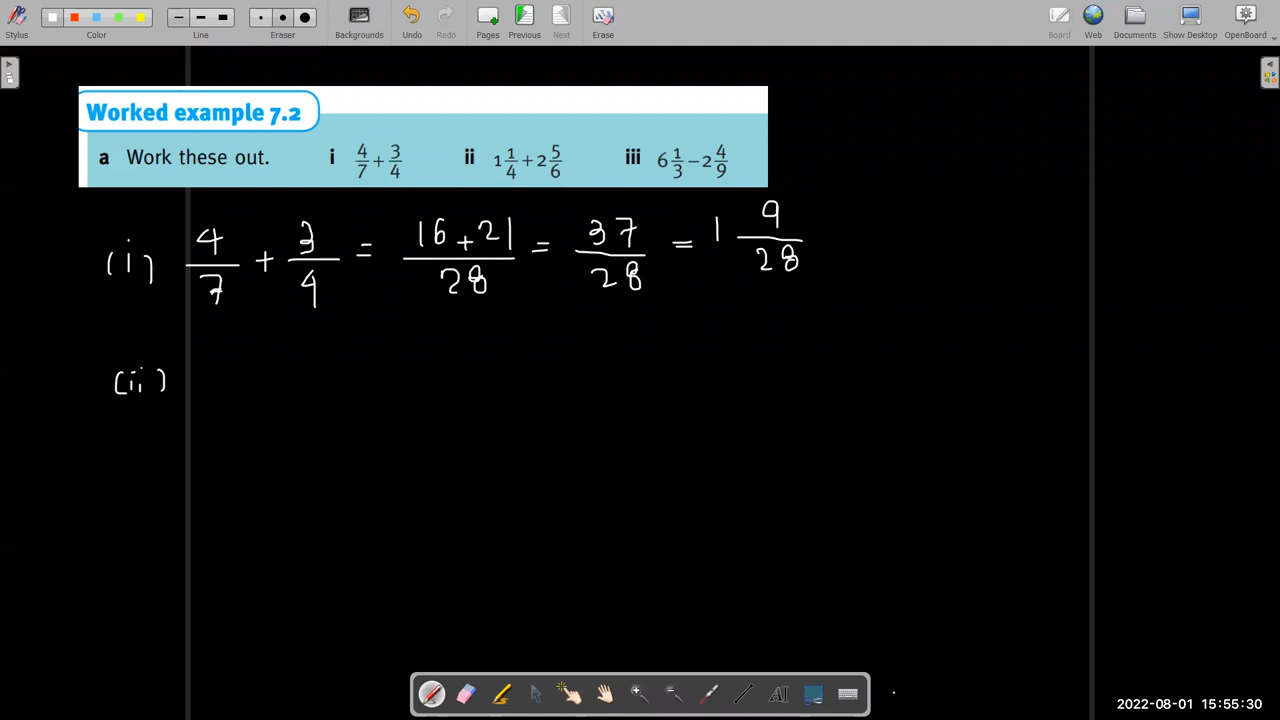 Stylus Color Line Eraser Backgrounds Undo Redo Pages Previous Next Erase Board Web Documents Show Desktop OpenBoard
Worked example 7.2
a Work these out. i 4/7 + 3/4 ii 1 1/4 + 2 5/6 iii 6 1/3 − 2 4/9
(i) 4/7 + 3/4 = 16+21/28 = 37/28 = 1 9/28
(ii)
AI
2022-08-01 15:55:30